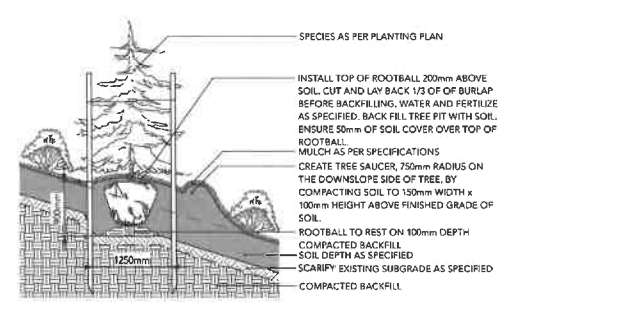 SPECIES AS PER PLANTING PLAN
INSTALL TOP OF ROOTBALL 200mm ABOVE
SOIL. CUT AND LAY BACK 1/3 OF OF BURLAP
BEFORE BACKFILLING. WATER AND FERTILIZE
AS SPECIFIED. BACK FILL TREE PIT WITH SOIL.
ENSURE 50mm OF SOIL COVER OVER TOP OF
ROOTBALL.
MULCH AS PER SPECIFICATIONS
CREATE TREE SAUCER, 750mm RADIUS ON
THE DOWNSLOPE SIDE OF TREE, BY
COMPACTING SOIL TO 150mm WIDTH x
100mm HEIGHT ABOVE FINISHED GRADE OF
SOIL.
ROOTBALL TO REST ON 100mm DEPTH
COMPACTED BACKFILL
SOIL DEPTH AS SPECIFIED
SCARIFY EXISTING SUBGRADE AS SPECIFIED
COMPACTED BACKFILL
900mm
1250mm